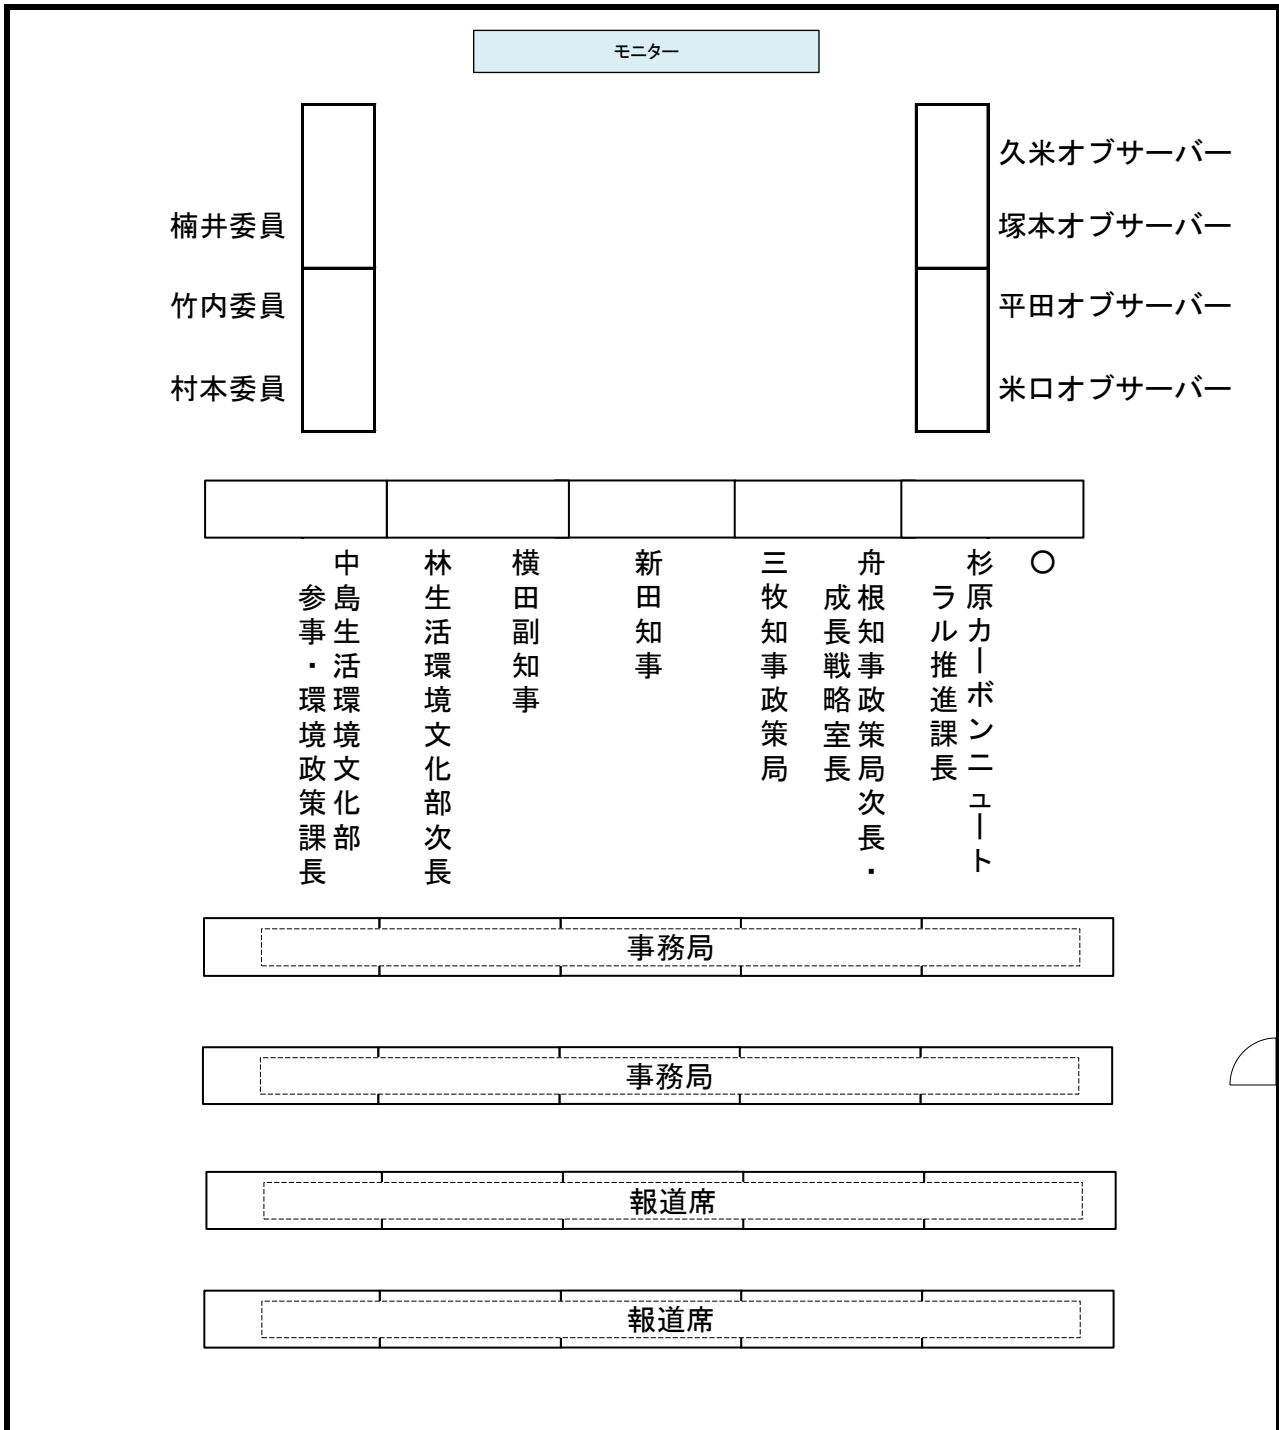 モニター
楠井委員
竹内委員
村本委員
久米オブサーバー
塚本オブサーバー
平田オブサーバー
米口オブサーバー
中島生活環境文化部
参事・環境政策課長
林生活環境文化部次長
横田副知事
新田知事
三牧知事政策局
舟根知事政策局次長・
成長戦略室長
杉原カーボンニュート
ラル推進課長
〇
事務局
事務局
報道席
報道席